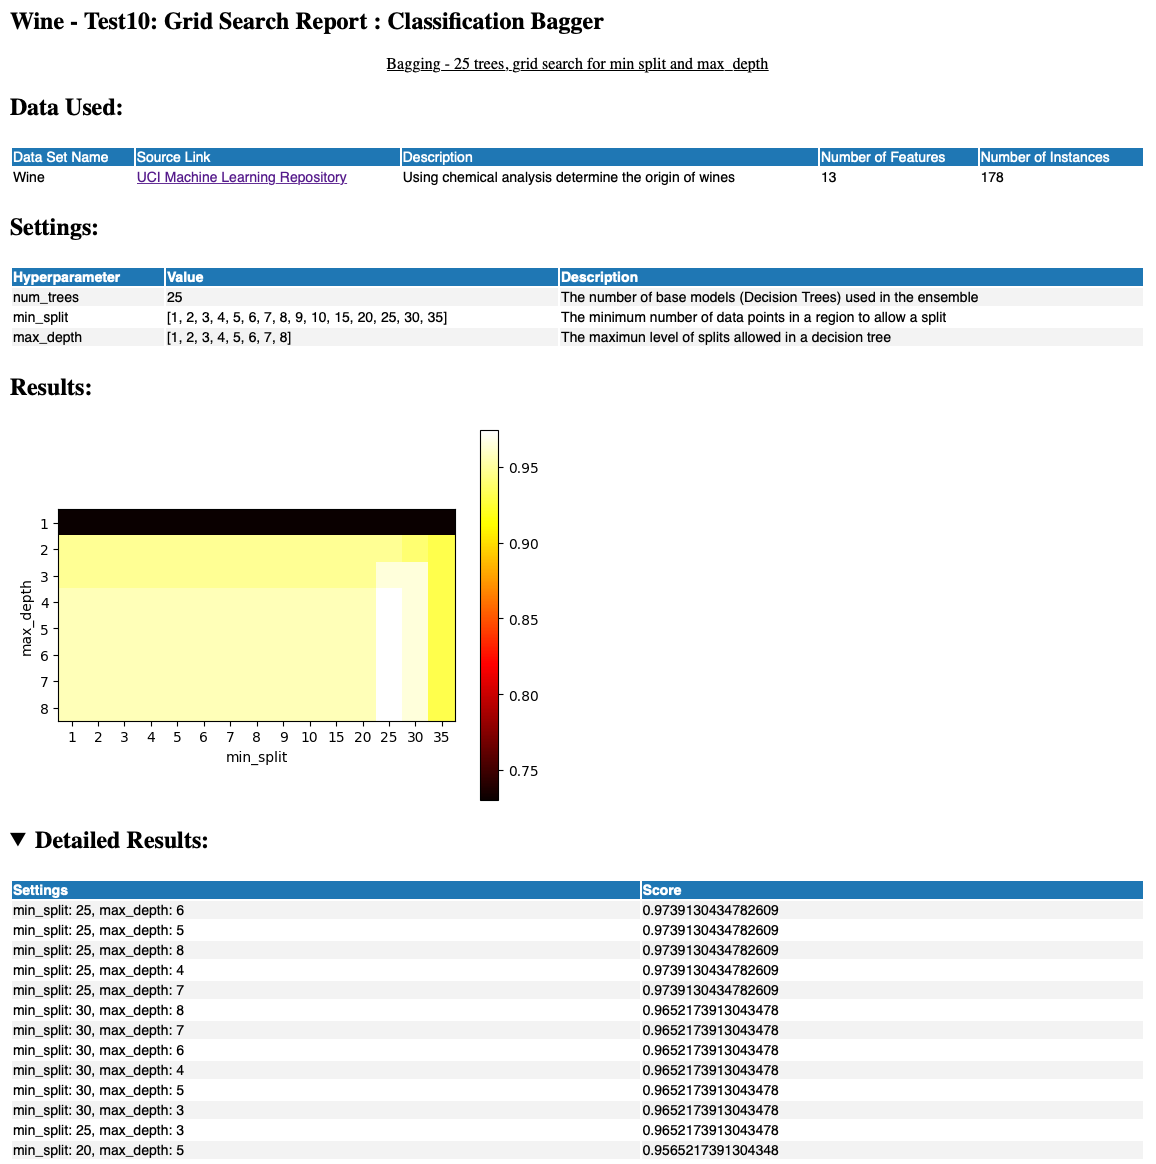 Wine - Test10: Grid Search Report : Classification Bagger
Bagging - 25 trees, grid search for min split and max_depth
Data Used:
Data Set Name Source Link Description Number of Features Number of Instances
Wine UCI Machine Learning Repository Using chemical analysis determine the origin of wines 13 178
Settings:
Hyperparameter Value Description
num_trees 25 The number of base models (Decision Trees) used in the ensemble
min_split [1, 2, 3, 4, 5, 6, 7, 8, 9, 10, 15, 20, 25, 30, 35] The minimum number of data points in a region to allow a split
max_depth [1, 2, 3, 4, 5, 6, 7, 8] The maximun level of splits allowed in a decision tree
Results:
max_depth
1
2
3
4
5
6
7
8
1 2 3 4 5 6 7 8 9 10 15 20 25 30 35
min_split
0.95
0.90
0.85
0.80
0.75
▼ Detailed Results:
Settings Score
min_split: 25, max_depth: 6 0.9739130434782609
min_split: 25, max_depth: 5 0.9739130434782609
min_split: 25, max_depth: 8 0.9739130434782609
min_split: 25, max_depth: 4 0.9739130434782609
min_split: 25, max_depth: 7 0.9739130434782609
min_split: 30, max_depth: 8 0.9652173913043478
min_split: 30, max_depth: 7 0.9652173913043478
min_split: 30, max_depth: 6 0.9652173913043478
min_split: 30, max_depth: 4 0.9652173913043478
min_split: 30, max_depth: 5 0.9652173913043478
min_split: 30, max_depth: 3 0.9652173913043478
min_split: 25, max_depth: 3 0.9652173913043478
min_split: 20, max_depth: 5 0.9565217391304348